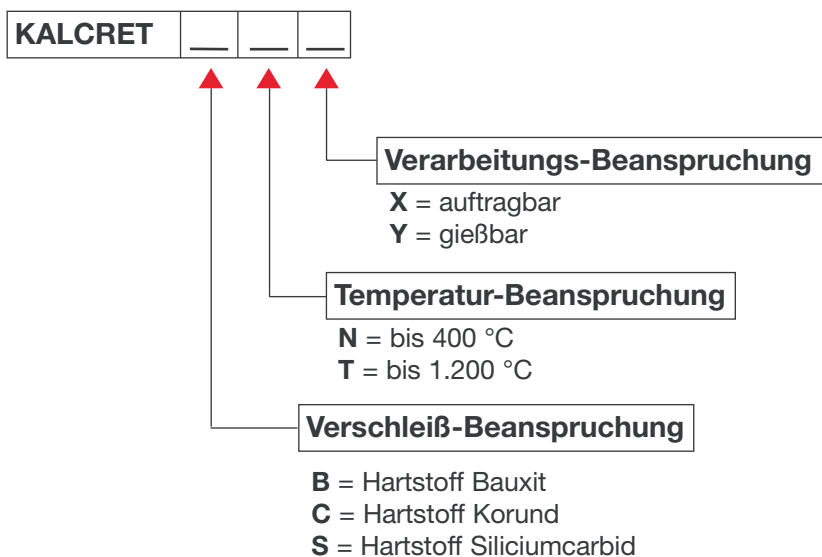 KALCRET _ _ _
Verarbeitungs-Beanspruchung
X = auftragbar
Y = gießbar
Temperatur-Beanspruchung
N = bis 400 °C
T = bis 1.200 °C
Verschleiß-Beanspruchung
B = Hartstoff Bauxit
C = Hartstoff Korund
S = Hartstoff Siliciumcarbid